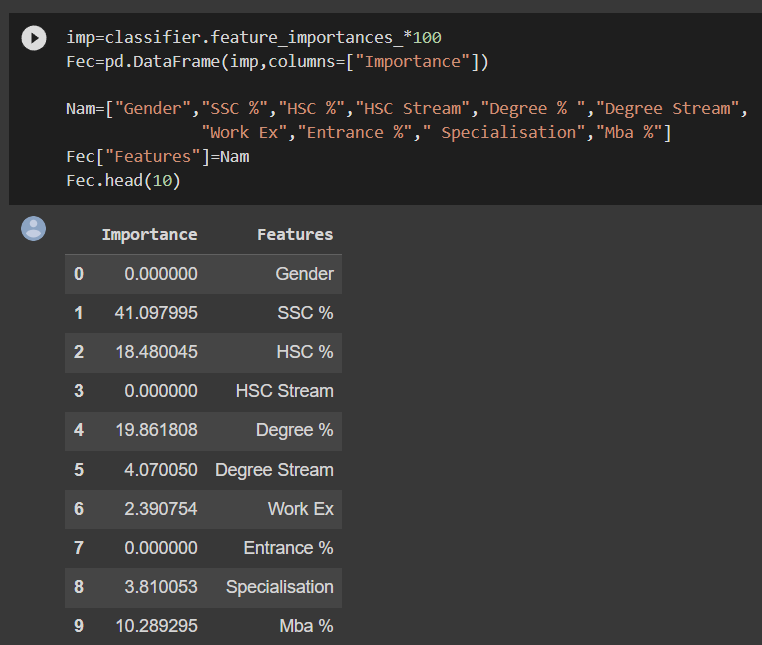 imp=classifier.feature_importances_*100
Fec=pd.DataFrame(imp,columns=["Importance"])
Nam=["Gender","SSC %","HSC %","HSC Stream","Degree % ","Degree Stream",
"Work Ex","Entrance %"," Specialisation","Mba %"]
Fec["Features"]=Nam
Fec.head(10)
Importance Features
0 0.000000 Gender
1 41.097995 SSC %
2 18.480045 HSC %
3 0.000000 HSC Stream
4 19.861808 Degree %
5 4.070050 Degree Stream
6 2.390754 Work Ex
7 0.000000 Entrance %
8 3.810053 Specialisation
9 10.289295 Mba %